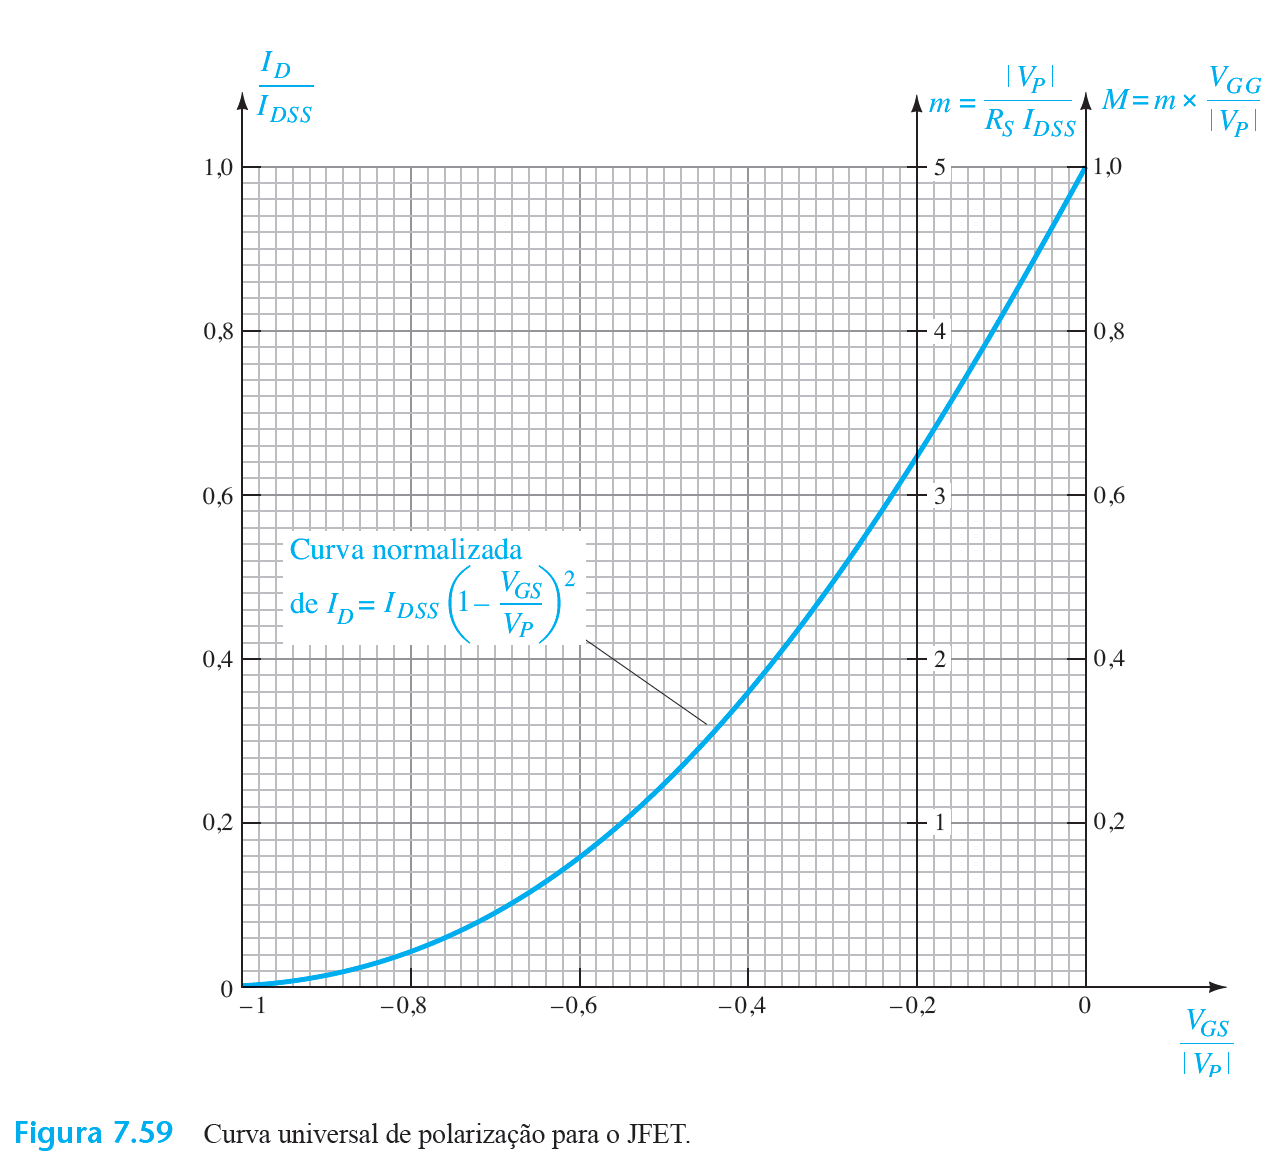 I_D / I_DSS
m = |V_P| / R_S I_DSS
M = m × V_GG / |V_P|
1,0 5 1,0
0,8 4 0,8
0,6 3 0,6
Curva normalizada
de I_D = I_DSS (1 – V_GS / V_P)²
0,4 2 0,4
0,2 1 0,2
0
–1 –0,8 –0,6 –0,4 –0,2 0
V_GS / |V_P|
Figura 7.59 Curva universal de polarização para o JFET.